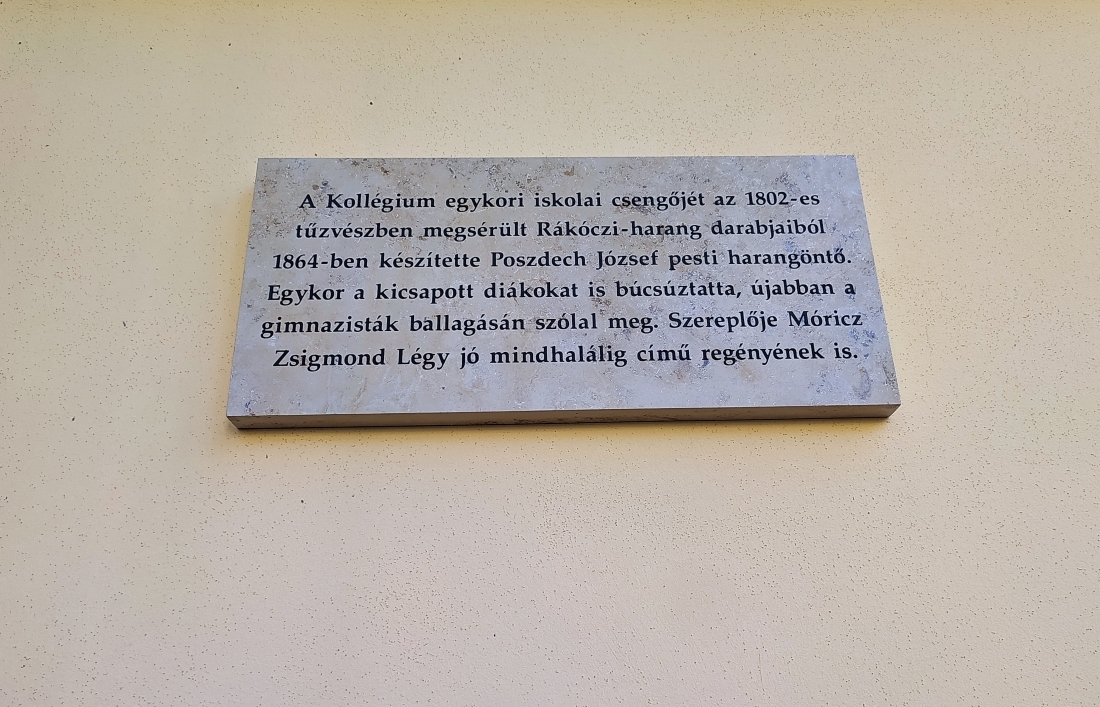 A Kollégium egykori iskolai csengőjét az 1802-es
tűzvészben megsérült Rákóczi-harang darabjaiból
1864-ben készítette Poszdech József pesti harangöntő.
Egykor a kicsapott diákokat is búcsúztatta, újabban a
gimnazisták ballagásán szólal meg. Szereplője Móricz
Zsigmond Légy jó mindhalálig című regényének is.